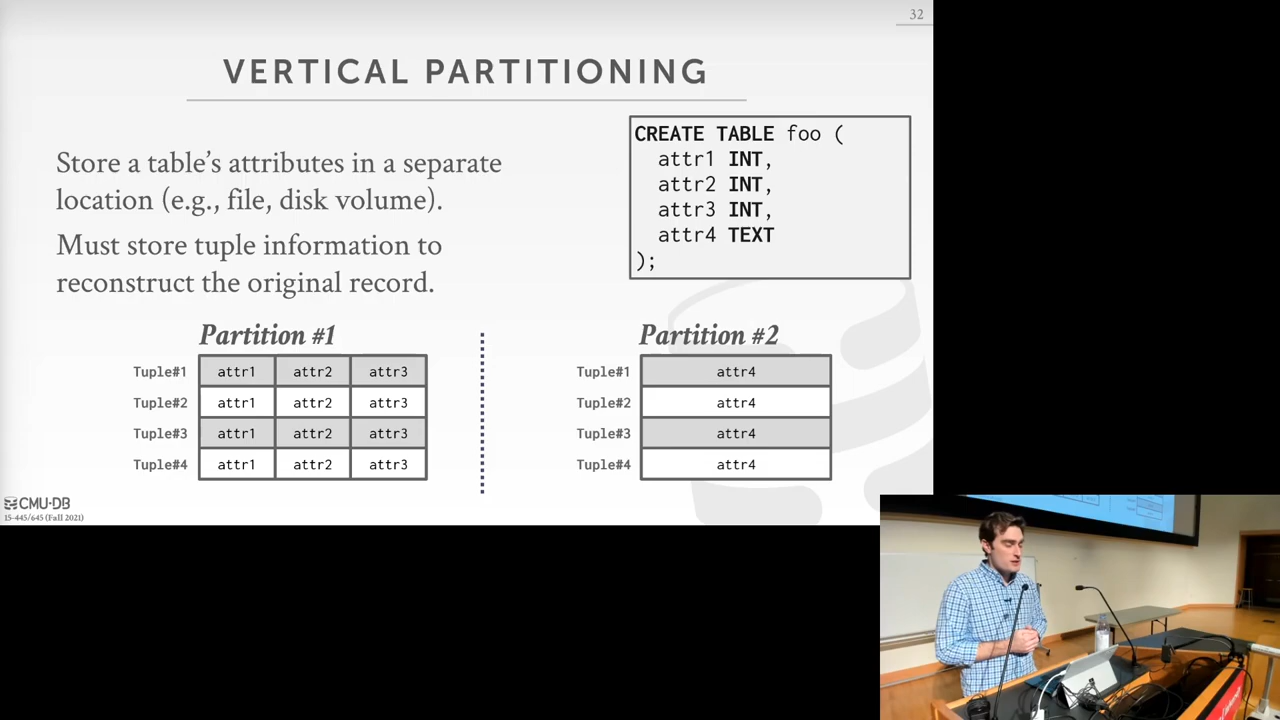 32
VERTICAL PARTITIONING
Store a table's attributes in a separate
location (e.g., file, disk volume).
Must store tuple information to
reconstruct the original record.
CREATE TABLE foo (
attr1 INT,
attr2 INT,
attr3 INT,
attr4 TEXT
);
Partition #1
Tuple#1 attr1 attr2 attr3
Tuple#2 attr1 attr2 attr3
Tuple#3 attr1 attr2 attr3
Tuple#4 attr1 attr2 attr3
Partition #2
Tuple#1 attr4
Tuple#2 attr4
Tuple#3 attr4
Tuple#4 attr4
CMU·DB
15-445/645 (Fall 2021)